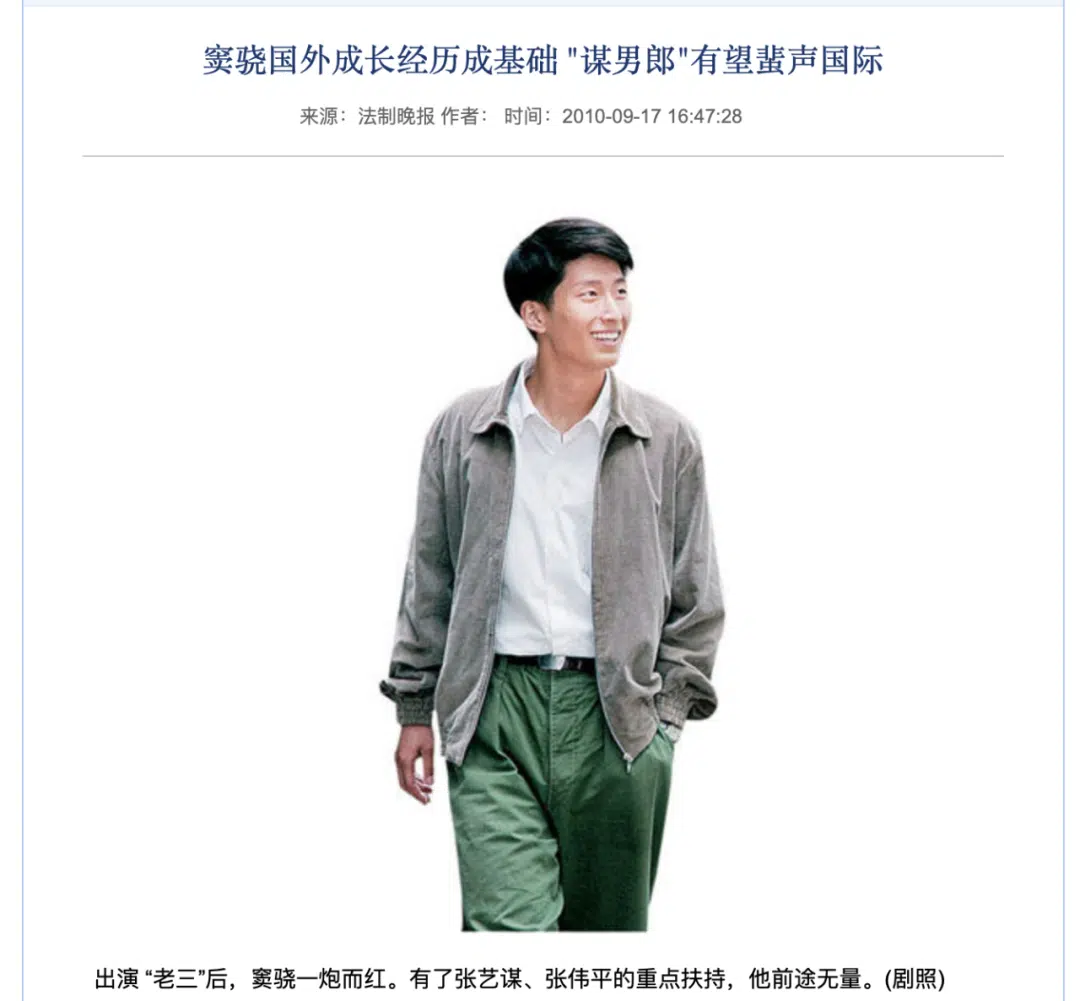 窦骁国外成长经历成基础 "谋男郎"有望蜚声国际
来源：法制晚报 作者： 时间：2010-09-17 16:47:28
出演 “老三”后，窦骁一炮而红。有了张艺谋、张伟平的重点扶持，他前途无量。(剧照)